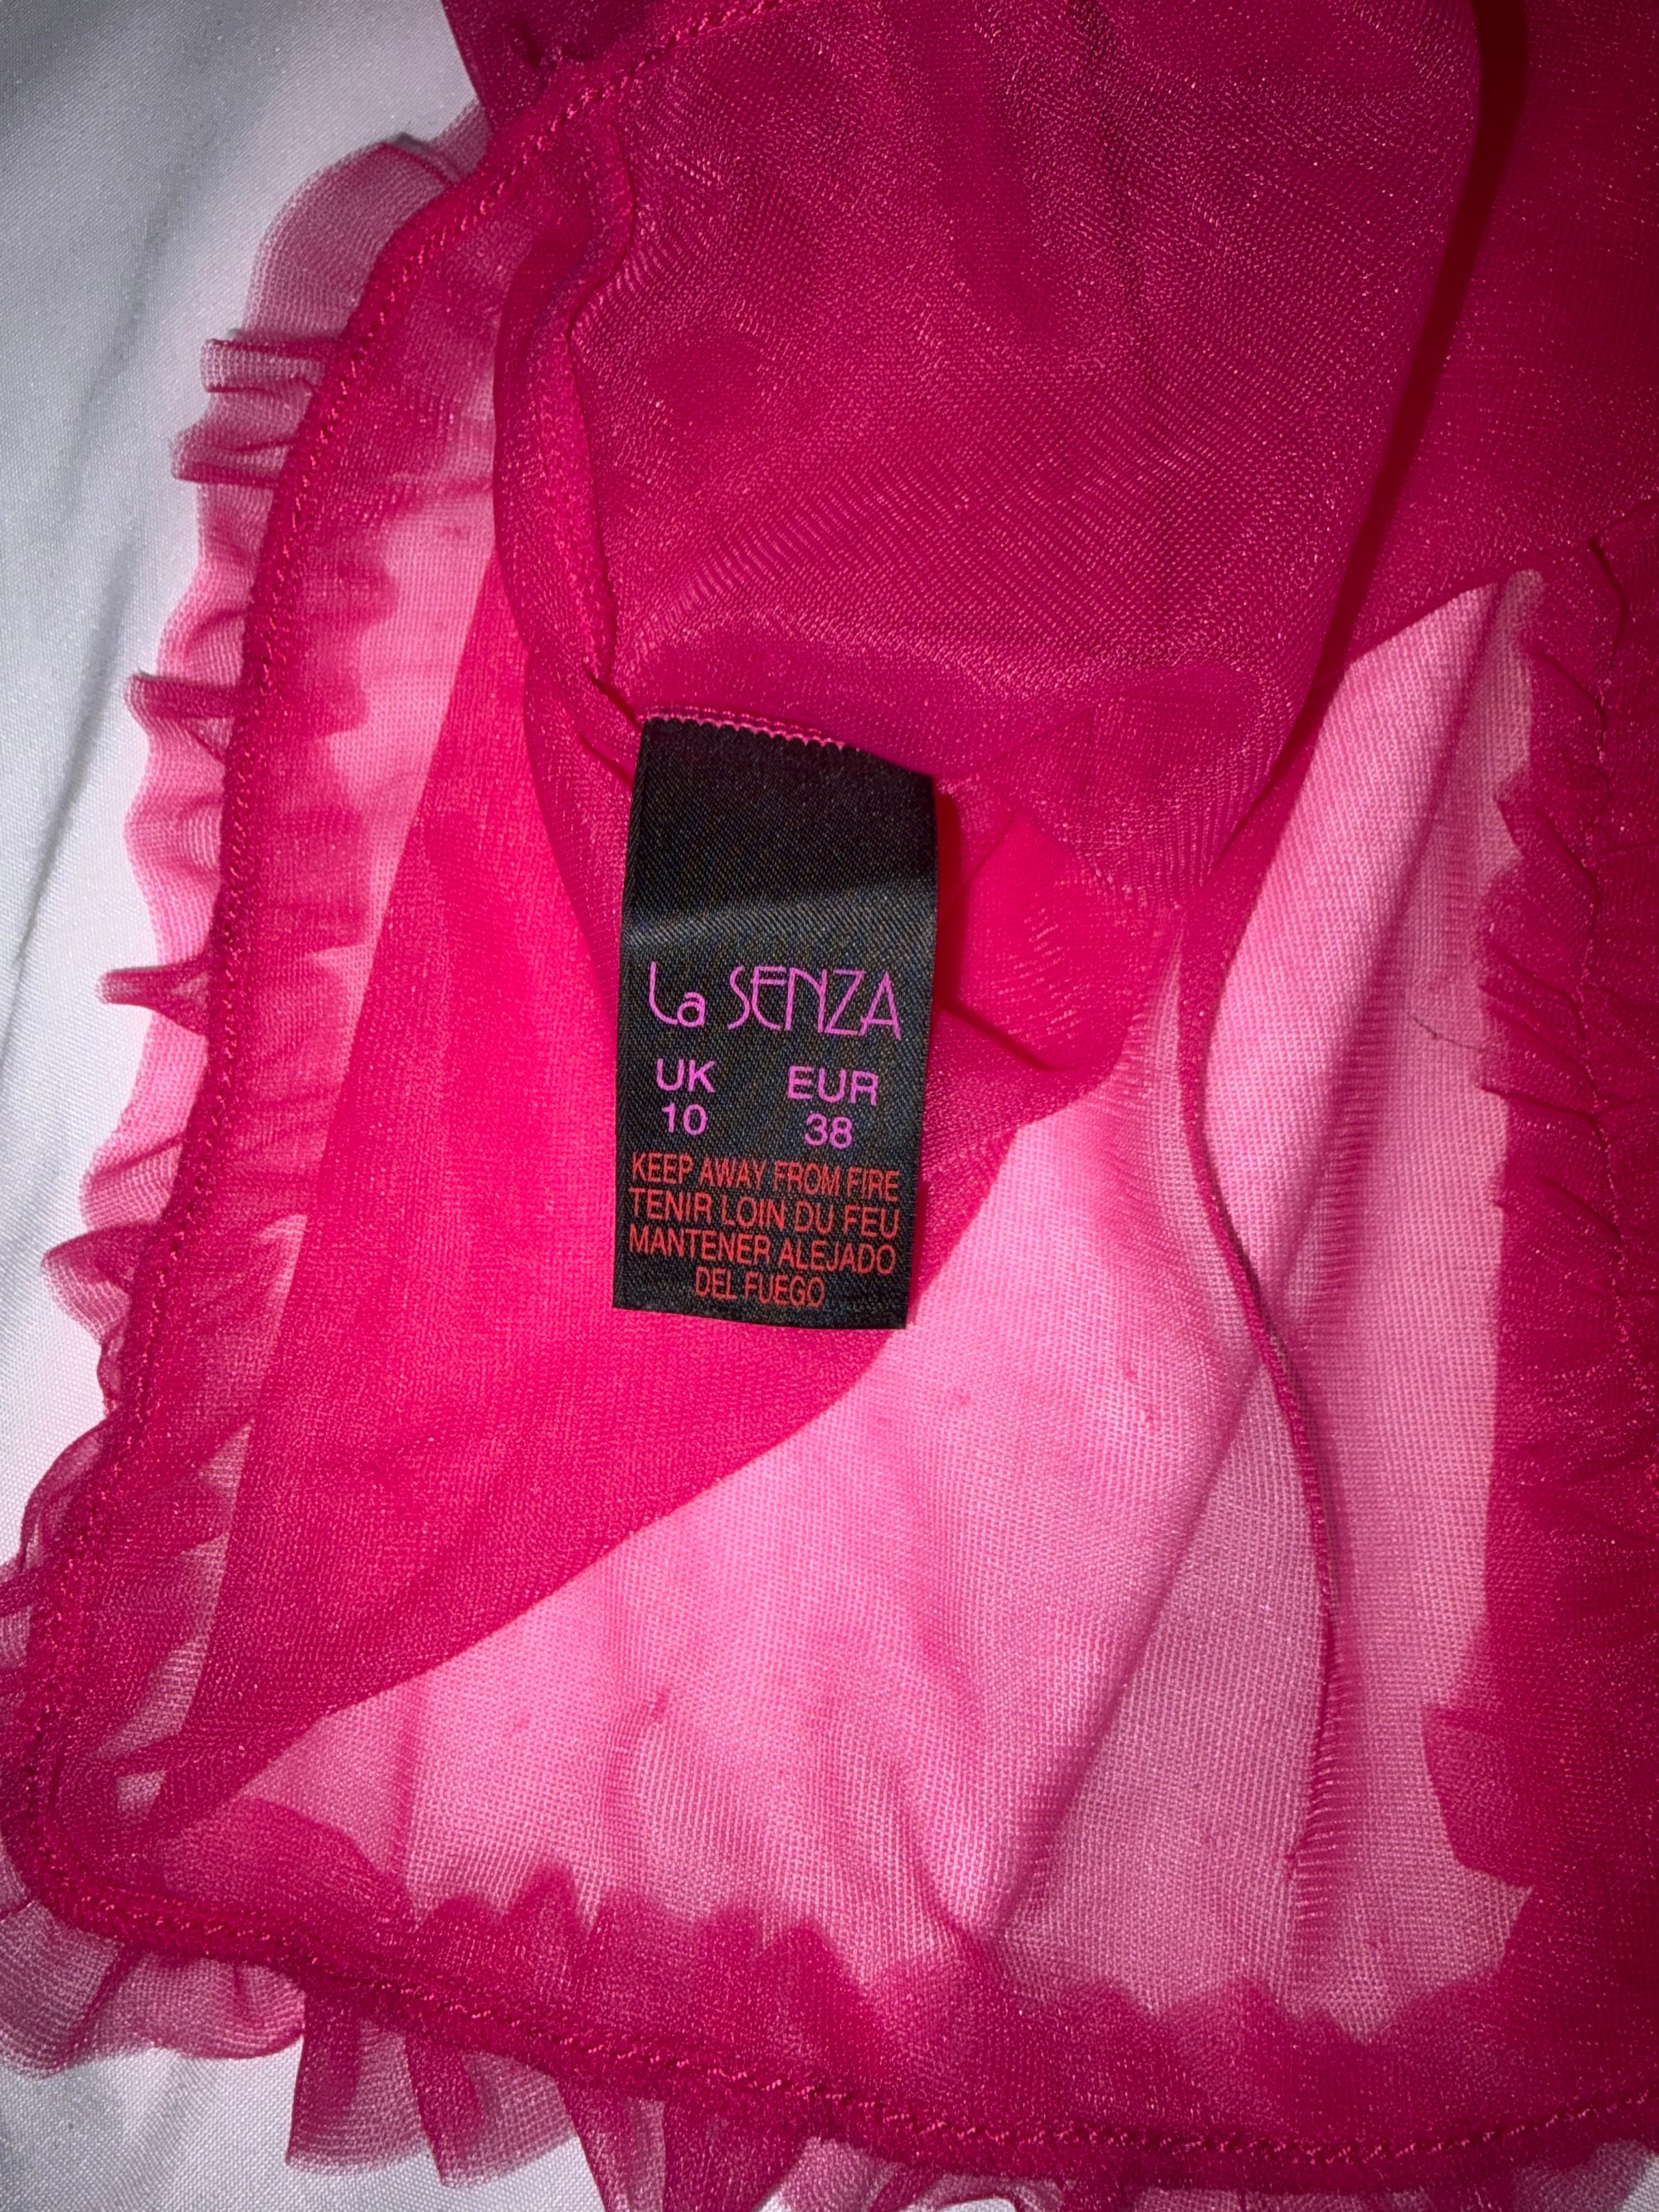 La SENZA
UK EUR
10 38
KEEP AWAY FROM FIRE
TENIR LOIN DU FEU
MANTENER ALEJADO
DEL FUEGO